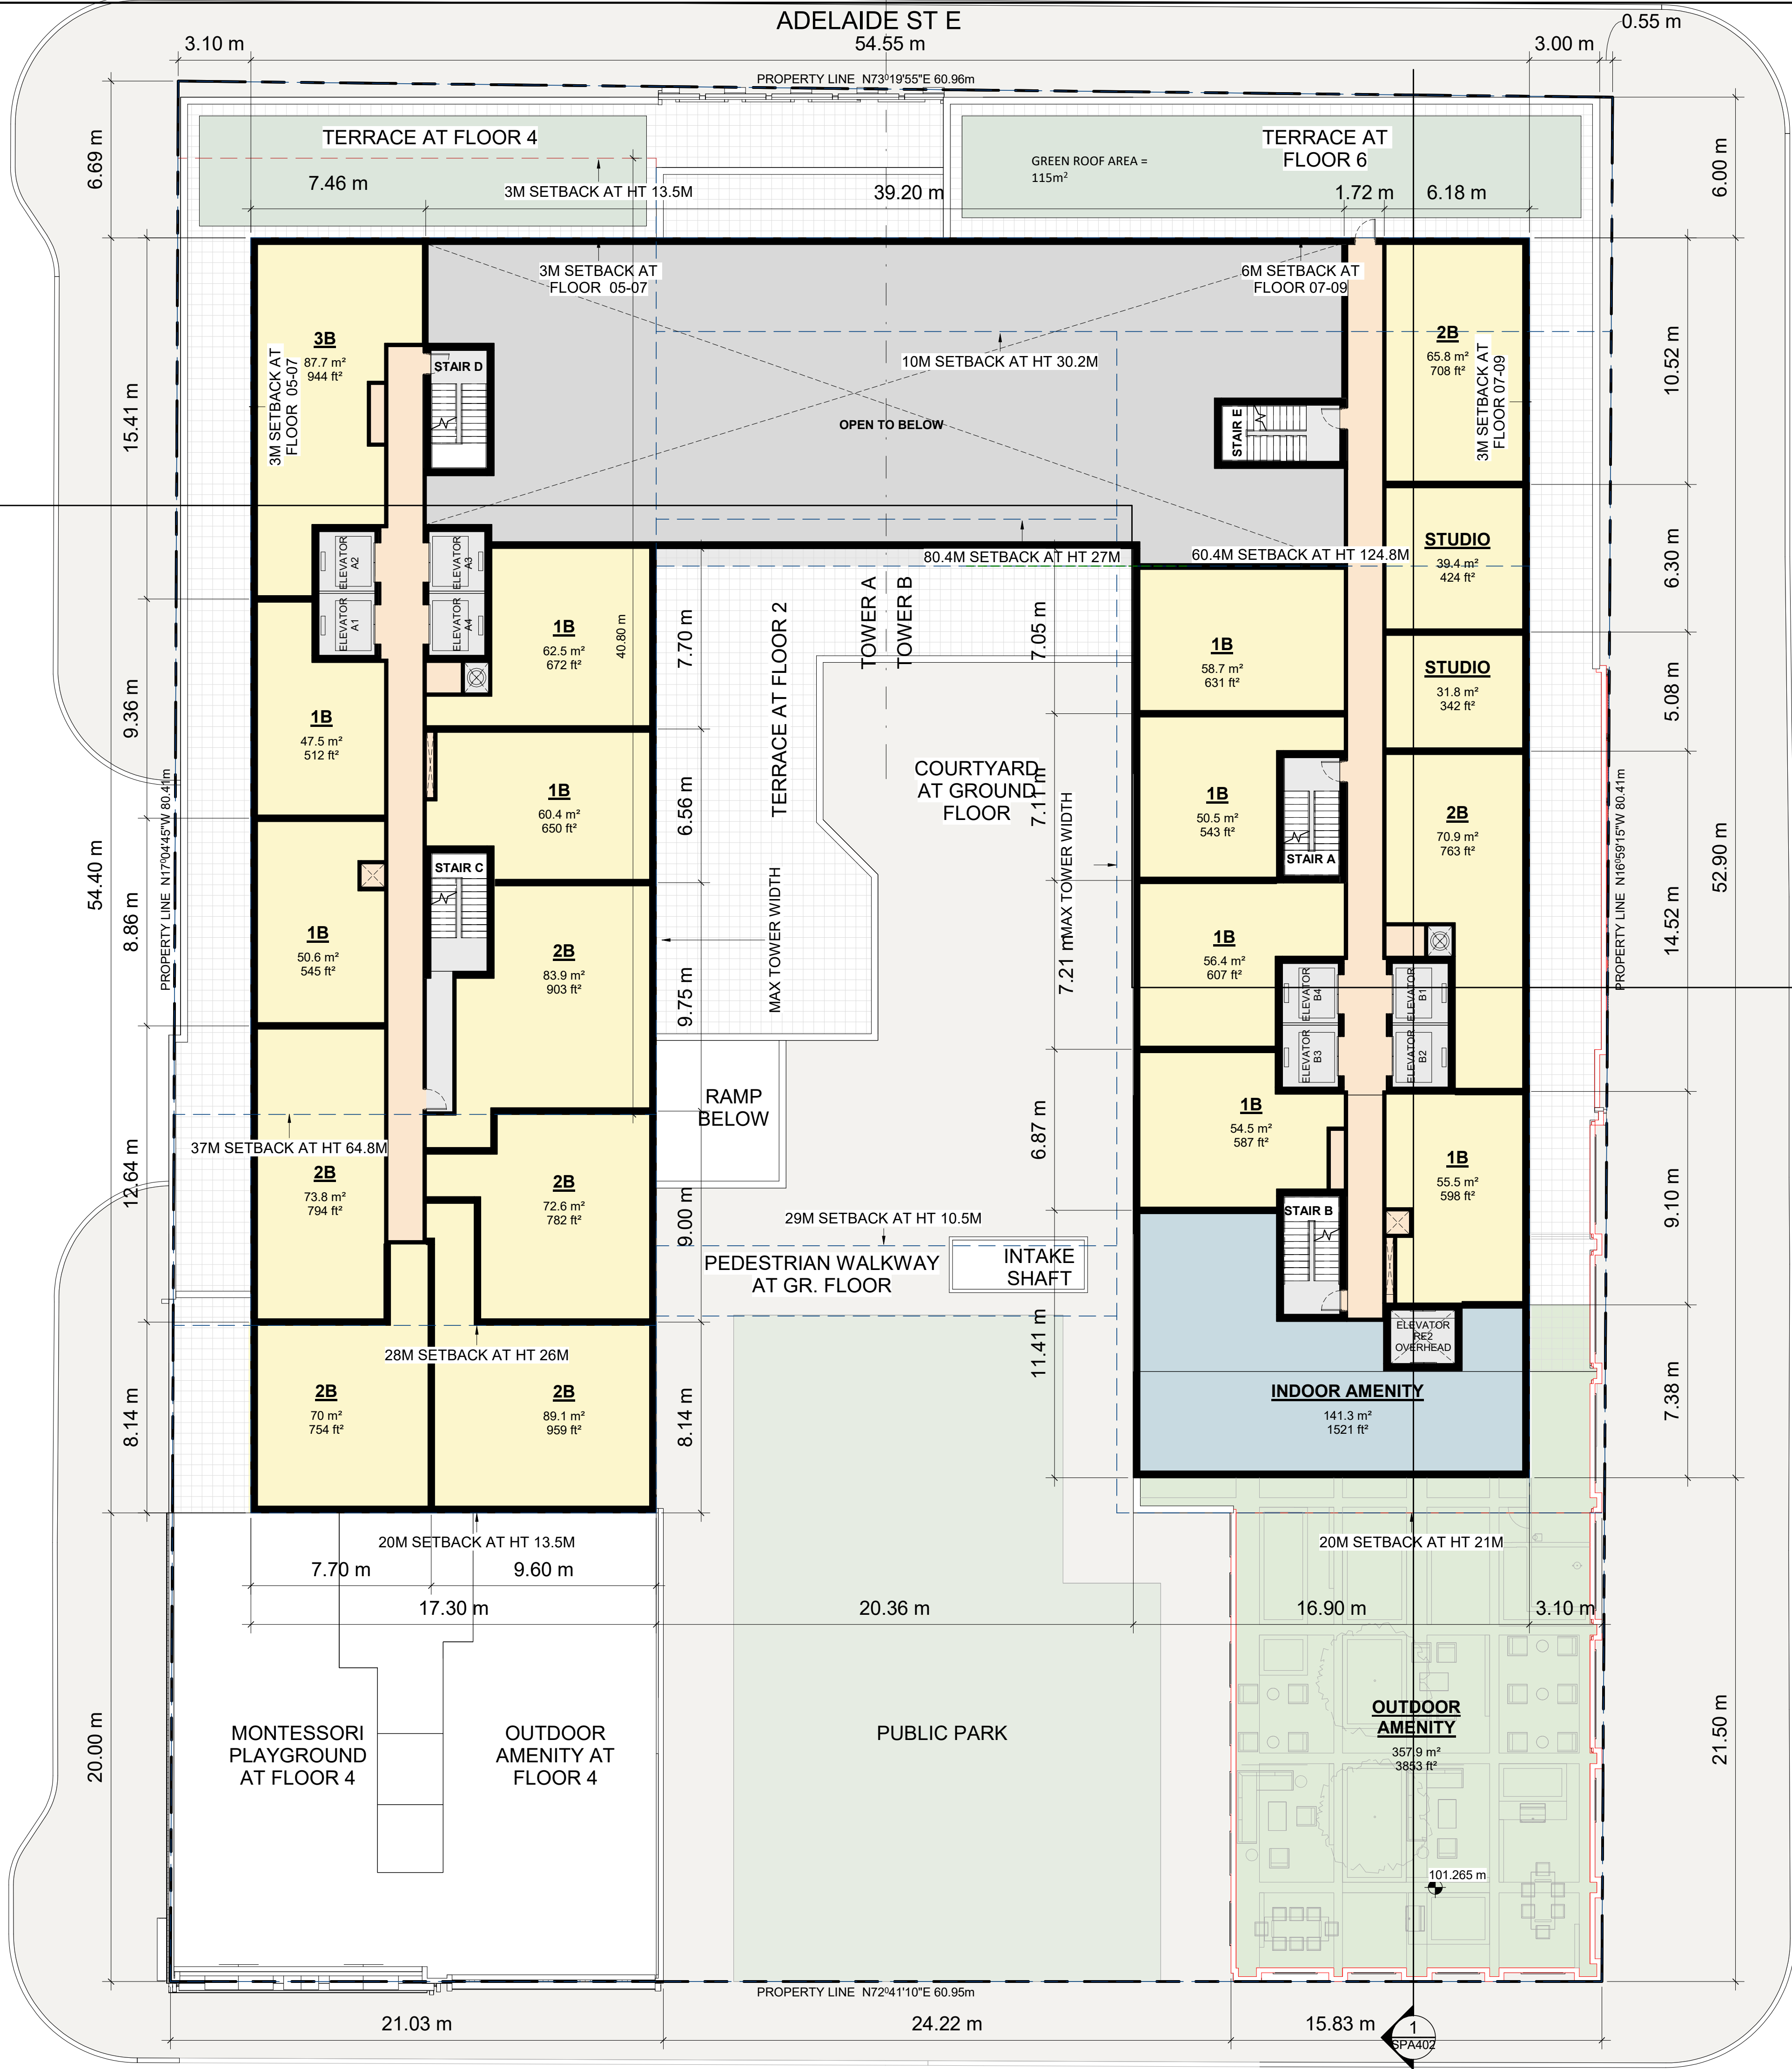 ADELAIDE ST E
0.55 m
3.10 m
54.55 m
3.00 m
PROPERTY LINE N73°19'55"E 60.96m
6.69 m
TERRACE AT FLOOR 4
7.46 m
3M SETBACK AT HT 13.5M
39.20 m
GREEN ROOF AREA =
115m²
TERRACE AT
FLOOR 6
1.72 m
6.18 m
6.00 m
3M SETBACK AT
FLOOR 05-07
6M SETBACK AT
FLOOR 07-09
3B
87.7 m²
944 ft²
3M SETBACK AT
FLOOR 05-07
STAIR D
10M SETBACK AT HT 30.2M
OPEN TO BELOW
STAIR E
2B
65.8 m²
708 ft²
3M SETBACK AT
FLOOR 07-09
15.41 m
10.52 m
STUDIO
39.4 m²
424 ft²
6.30 m
80.4M SETBACK AT HT 27M
60.4M SETBACK AT HT 124.8M
ELEVATOR
A2
ELEVATOR
A3
ELEVATOR
A1
ELEVATOR
A4
1B
62.5 m²
672 ft²
40.80 m
7.70 m
TERRACE AT FLOOR 2
TOWER A
TOWER B
7.05 m
1B
58.7 m²
631 ft²
STUDIO
31.8 m²
342 ft²
5.08 m
9.36 m
1B
47.5 m²
512 ft²
PROPERTY LINE N17°04'45"W 80.41m
1B
60.4 m²
650 ft²
6.56 m
COURTYARD
AT GROUND
FLOOR
7.11 m
MAX TOWER WIDTH
1B
50.5 m²
543 ft²
STAIR A
2B
70.9 m²
763 ft²
PROPERTY LINE N16°59'15"W 80.41m
54.40 m
52.90 m
8.86 m
1B
50.6 m²
545 ft²
STAIR C
2B
83.9 m²
903 ft²
9.75 m
MAX TOWER WIDTH
7.21 m
1B
56.4 m²
607 ft²
ELEVATOR
B4
ELEVATOR
B1
ELEVATOR
B3
ELEVATOR
B2
14.52 m
RAMP
BELOW
37M SETBACK AT HT 64.8M
12.64 m
2B
73.8 m²
794 ft²
2B
72.6 m²
782 ft²
9.00 m
6.87 m
1B
54.5 m²
587 ft²
1B
55.5 m²
598 ft²
9.10 m
STAIR B
29M SETBACK AT HT 10.5M
PEDESTRIAN WALKWAY
AT GR. FLOOR
INTAKE
SHAFT
28M SETBACK AT HT 26M
11.41 m
ELEVATOR
RE2
OVERHEAD
8.14 m
2B
70 m²
754 ft²
2B
89.1 m²
959 ft²
8.14 m
INDOOR AMENITY
141.3 m²
1521 ft²
7.38 m
20M SETBACK AT HT 13.5M
20M SETBACK AT HT 21M
7.70 m
9.60 m
17.30 m
20.36 m
16.90 m
3.10 m
20.00 m
MONTESSORI
PLAYGROUND
AT FLOOR 4
OUTDOOR
AMENITY AT
FLOOR 4
PUBLIC PARK
OUTDOOR
AMENITY
357.9 m²
3853 ft²
21.50 m
101.265 m
PROPERTY LINE N72°41'10"E 60.95m
21.03 m
24.22 m
15.83 m
1
SPA402